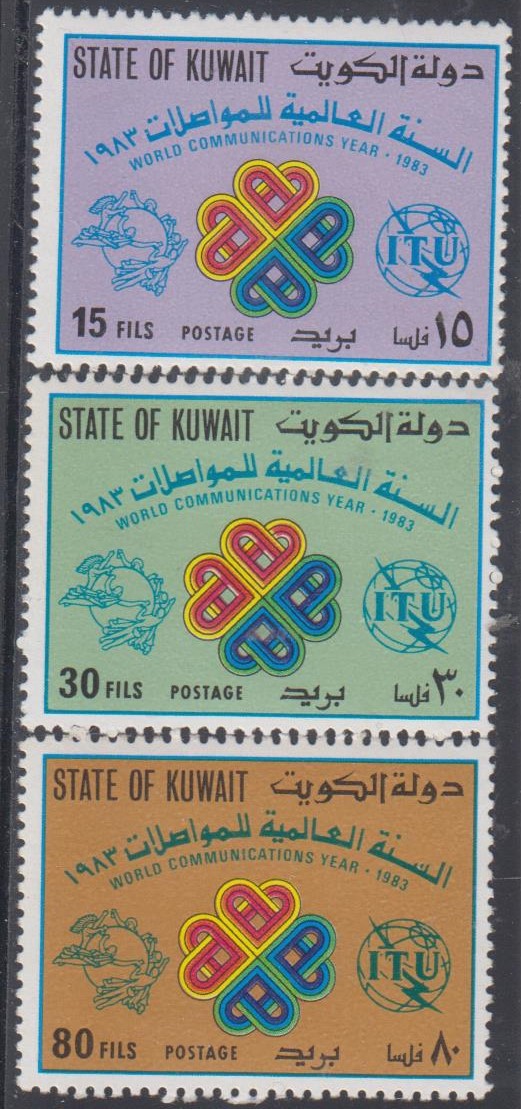 STATE OF KUWAIT دولة الكويت
السنة العالمية للمواصلات ١٩٨٣
WORLD COMMUNICATIONS YEAR · 1983
ITU
15 FILS POSTAGE بريد ١٥ فلسا
STATE OF KUWAIT دولة الكويت
السنة العالمية للمواصلات ١٩٨٣
WORLD COMMUNICATIONS YEAR · 1983
ITU
30 FILS POSTAGE بريد ٣٠ فلسا
STATE OF KUWAIT دولة الكويت
السنة العالمية للمواصلات ١٩٨٣
WORLD COMMUNICATIONS YEAR · 1983
ITU
80 FILS POSTAGE بريد ٨٠ فلسا